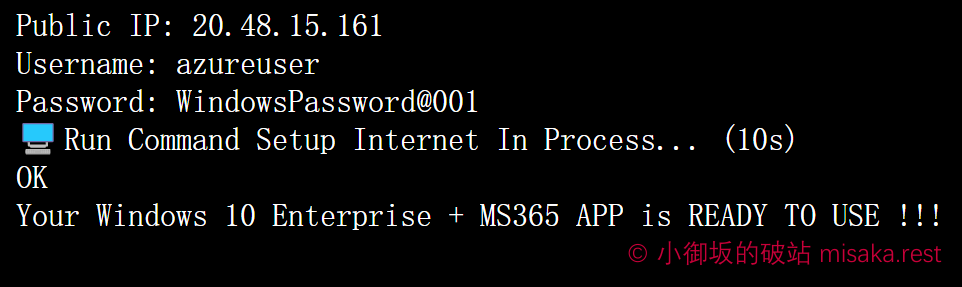 Public IP: 20.48.15.161
Username: azureuser
Password: WindowsPassword@001
Run Command Setup Internet In Process... (10s)
OK
Your Windows 10 Enterprise + MS365 APP is READY TO USE !!!
© 小御坂的破站 misaka.rest